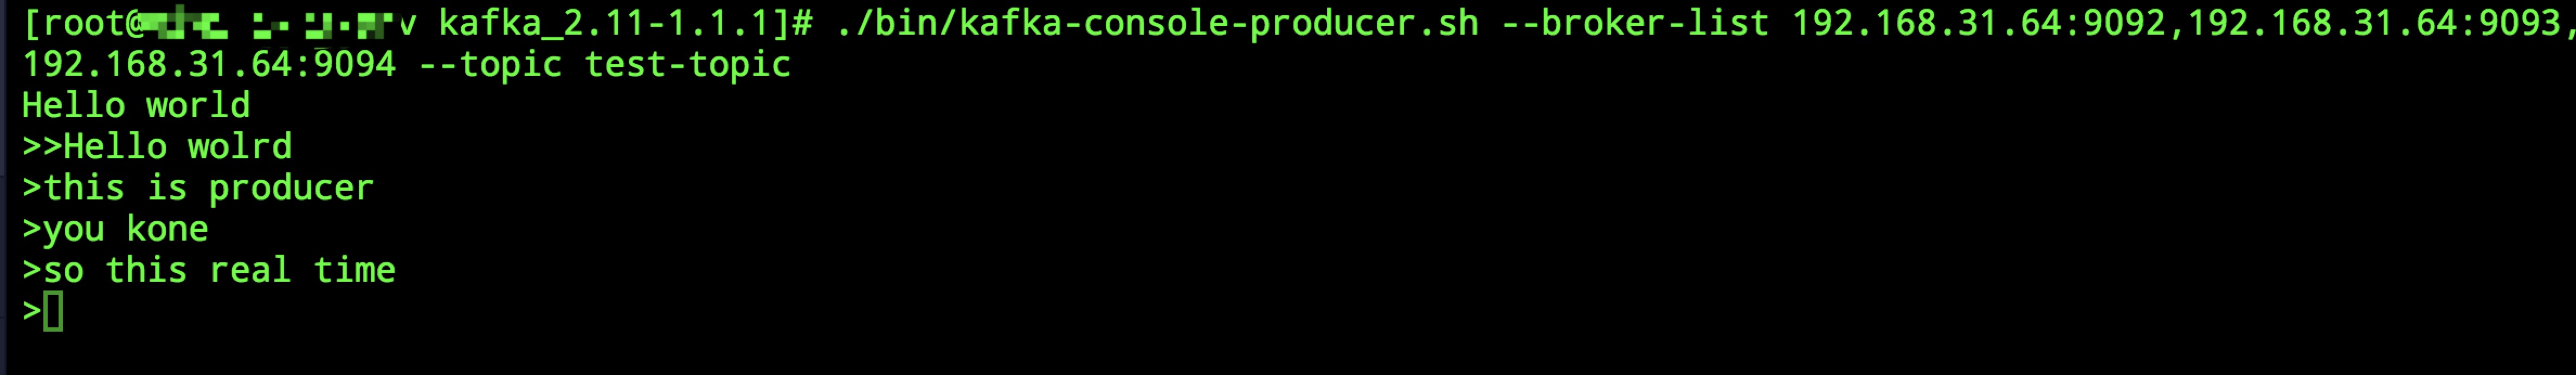 [root@ v kafka_2.11-1.1.1]# ./bin/kafka-console-producer.sh --broker-list 192.168.31.64:9092,192.168.31.64:9093,
192.168.31.64:9094 --topic test-topic
Hello world
>>Hello wolrd
>this is producer
>you kone
>so this real time
>